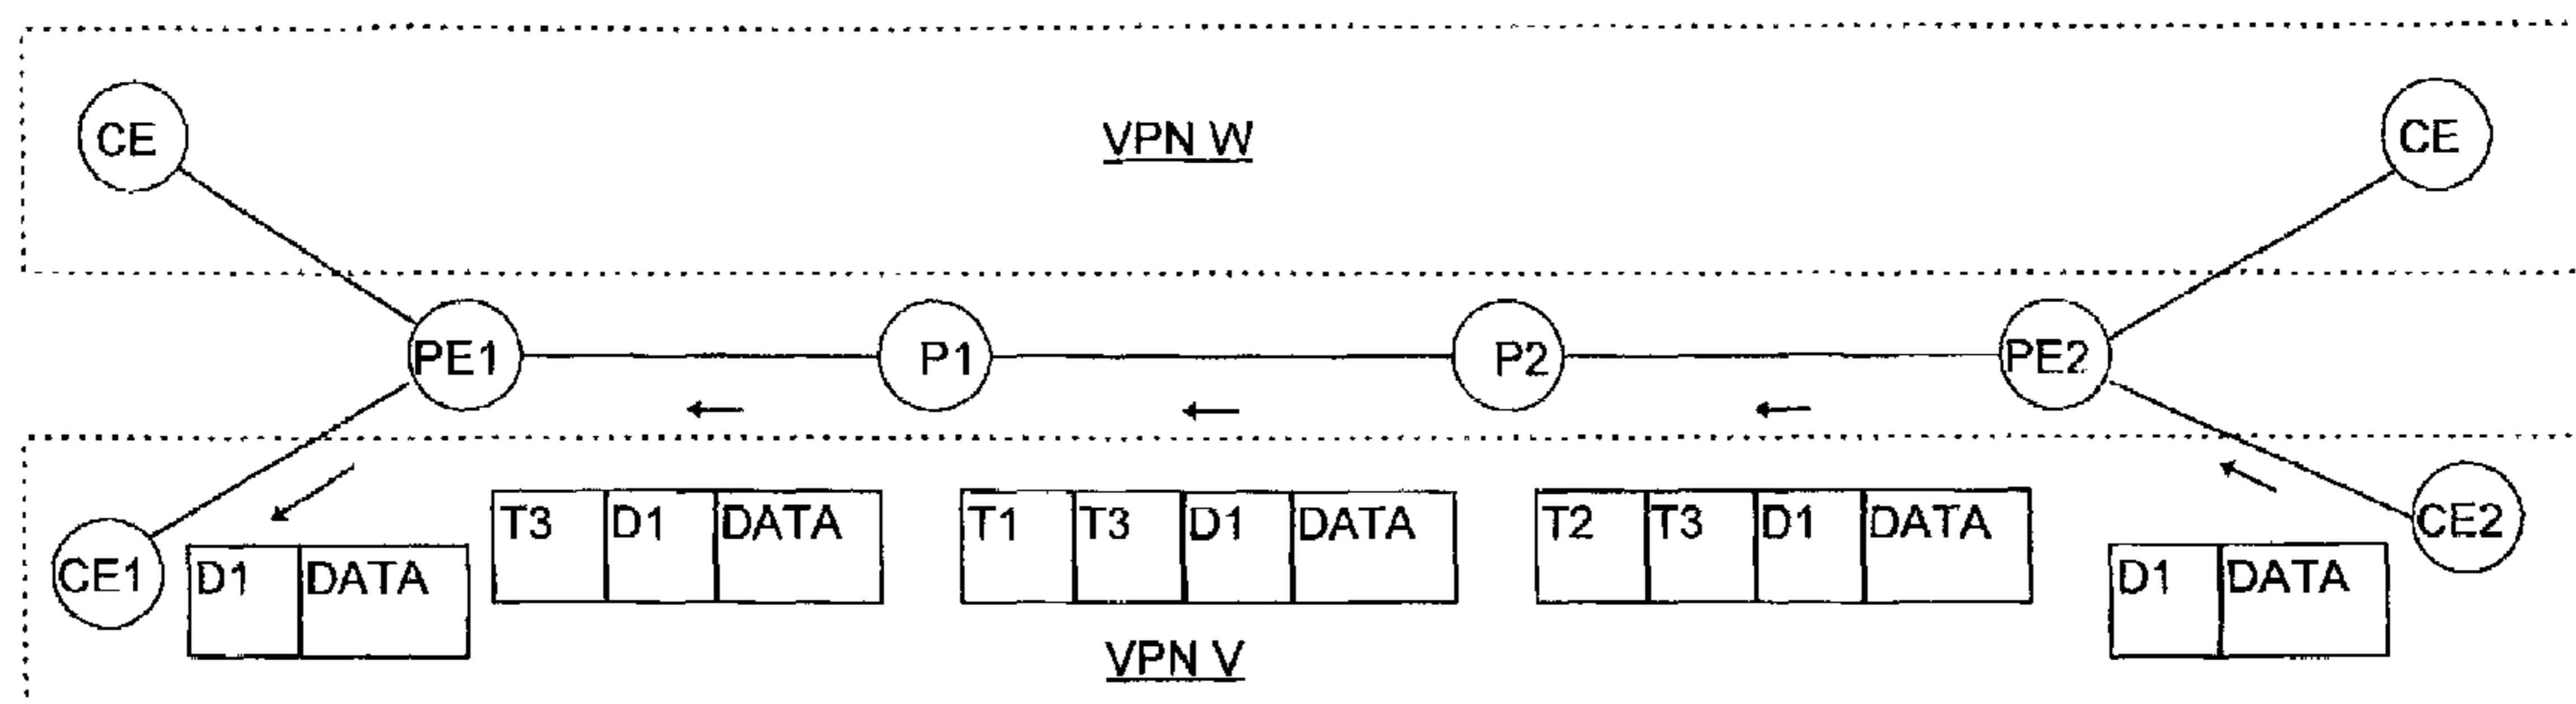 CE
VPN W
CE
PE1
P1
P2
PE2
CE1
D1 DATA
T3 D1 DATA
T1 T3 D1 DATA
T2 T3 D1 DATA
D1 DATA
CE2
VPN V